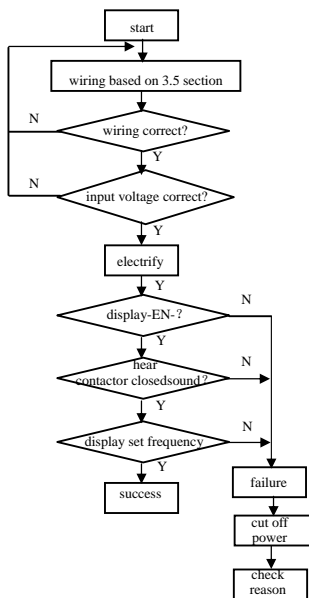 start
wiring based on 3.5 section
N
wiring correct?
Y
N
input voltage correct?
Y
electrify
Y
N
display-EN-?
Y
hear
N
contactor closedsound?
Y
N
display set frequency
Y
success
failure
cut off
power
check
reason